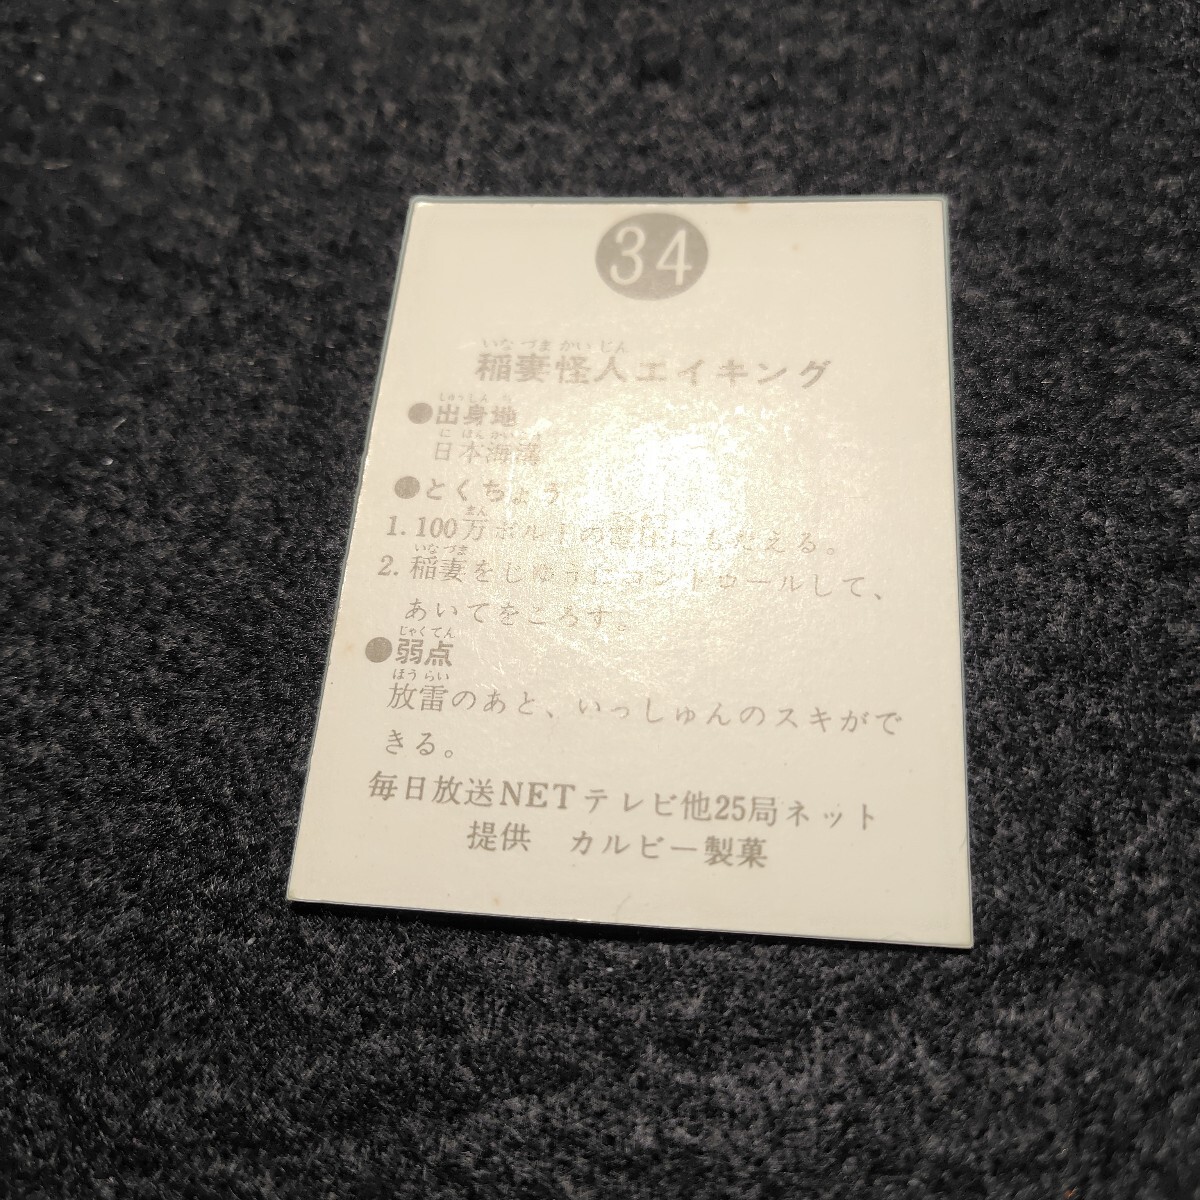 34
いなづまかいじん
稲妻怪人エイキング
しゅっしん ち
●出身地
にほんかいこう
日本海溝
●とくちょう
まん
1. 100万ボルトの電圧にもたえる。
いなづま
2. 稲妻をじゆうにコントロールして、
あいてをころす。
じゃくてん
●弱点
ほうらい
放雷のあと、いっしゅんのスキがで
きる。
毎日放送NETテレビ他25局ネット
提供 カルビー製菓